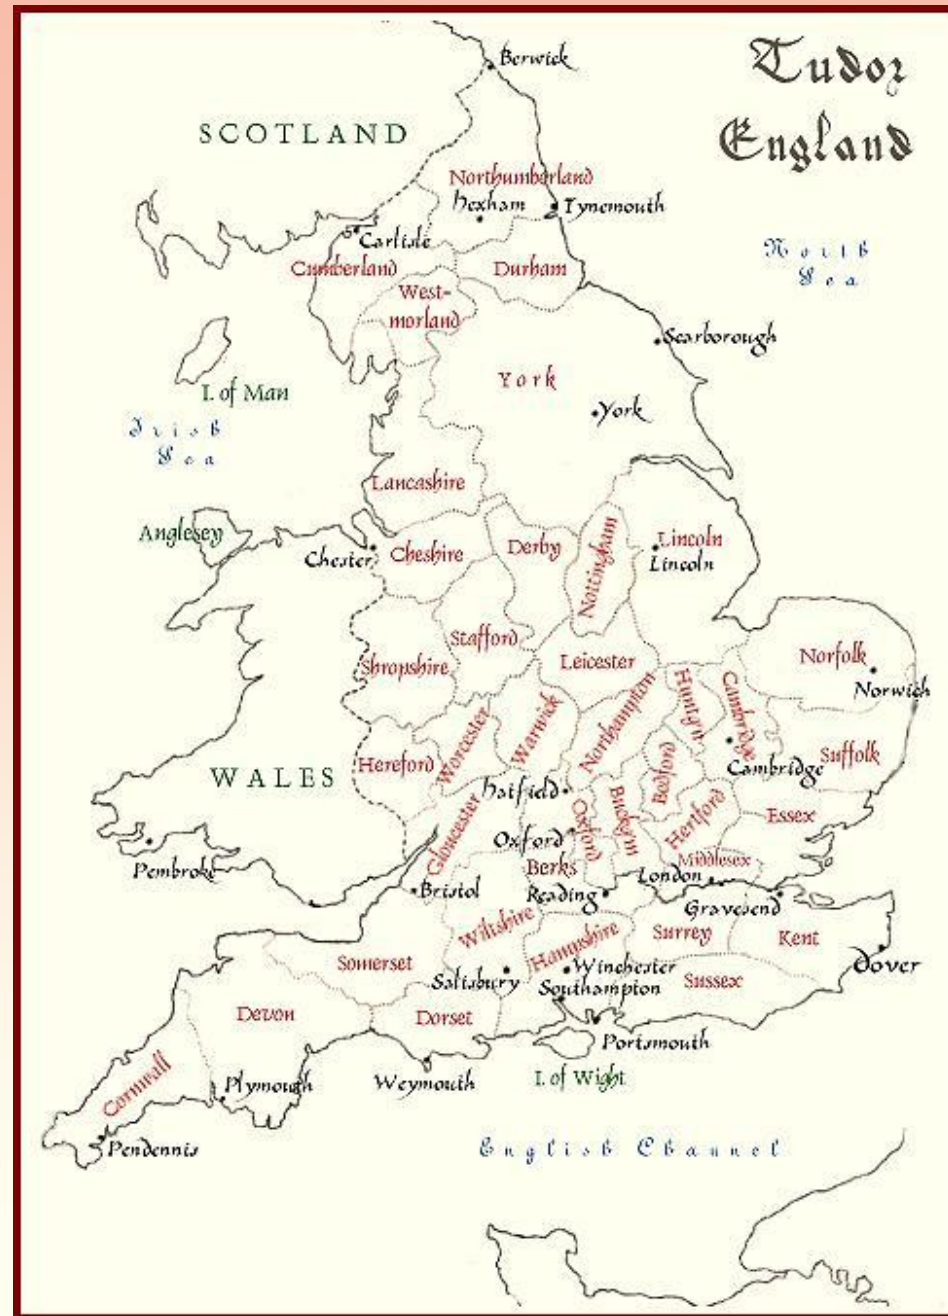 Tudor
England
Berwick
SCOTLAND
Northumberland
Hexham
Tynemouth
Carlisle
Cumberland
Durham
North
Sea
West-
morland
Scarborough
I. of Man
York
York
Irish
Sea
Lancashire
Anglesey
Chester
Cheshire
Derby
Nottingham
Lincoln
Lincoln
Shropshire
Stafford
Leicester
Norfolk
Norwich
Hereford
Worcester
Warwick
Northampton
Huntg'n
Cambridge
Cambridge
Suffolk
WALES
Hatfield
Bedford
Buckg'm
Hertford
Essex
Gloucester
Oxford
Oxford
Middlesex
Pembroke
Bristol
Berks
Reading
London
Gravesend
Wiltshire
Hampshire
Surrey
Kent
Dover
Somerset
Salisbury
Winchester
Southampton
Sussex
Devon
Dorset
Portsmouth
Cornwall
Plymouth
Weymouth
I. of Wight
Pendennis
English Channel